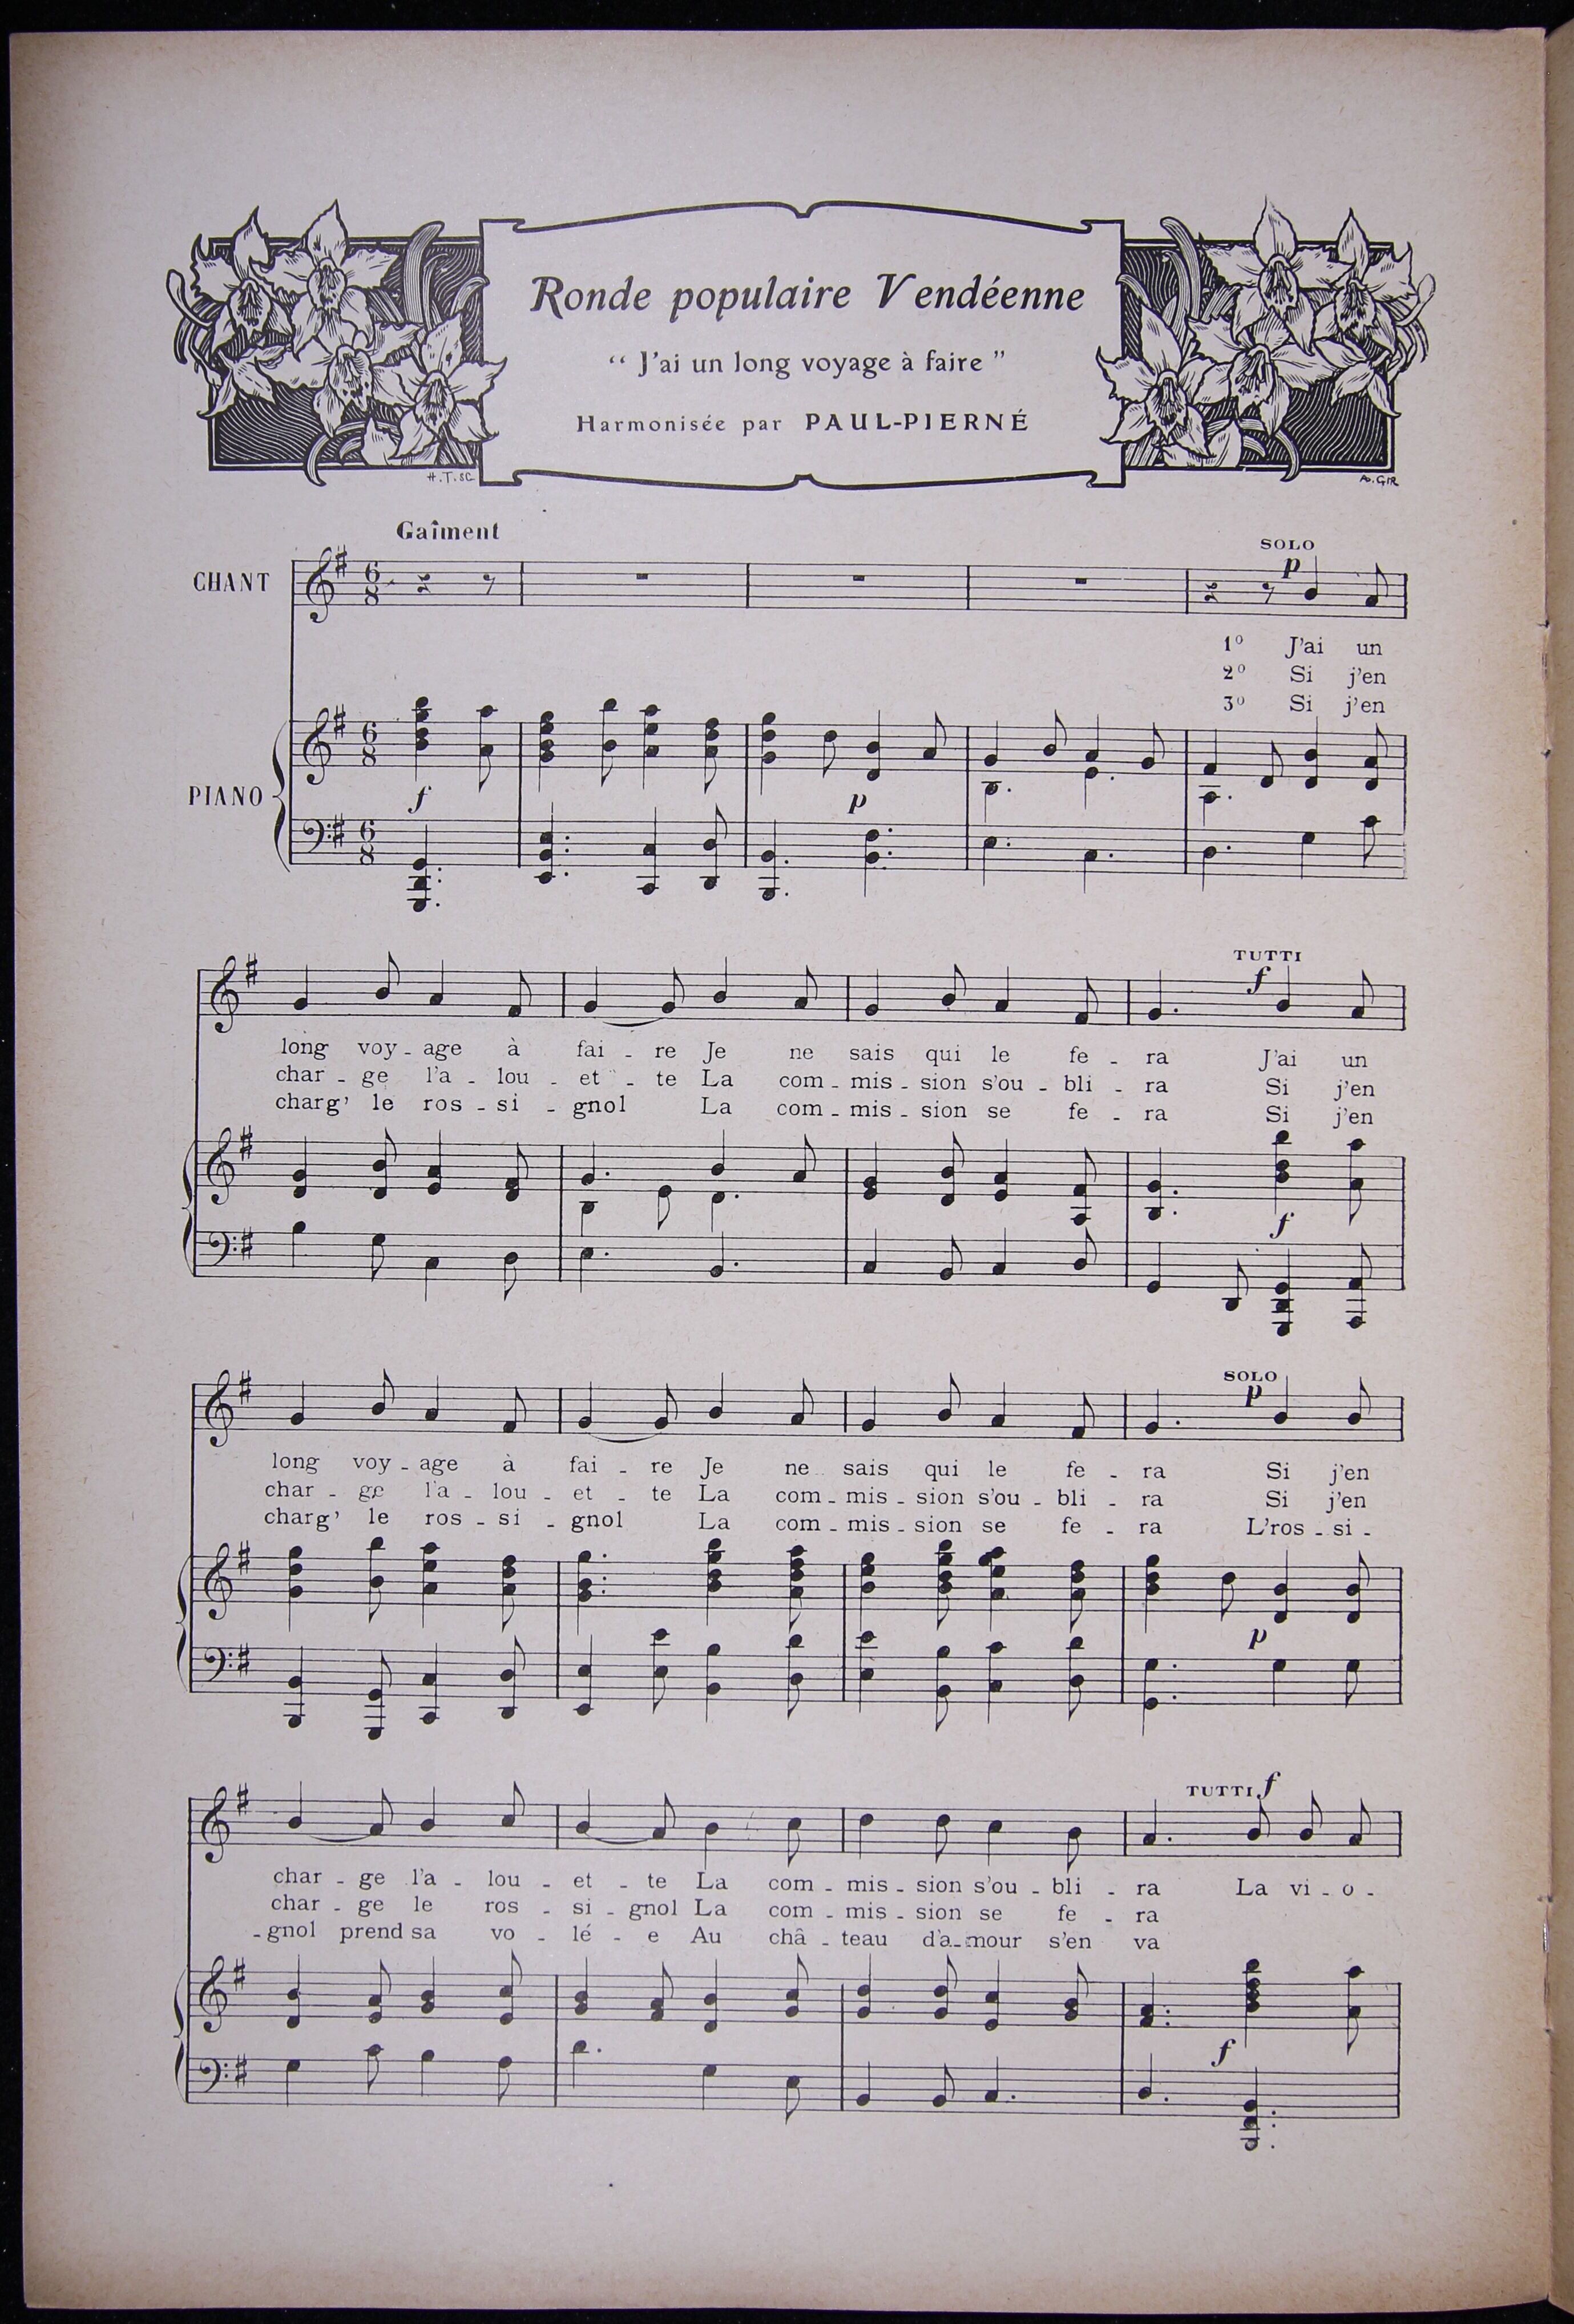 Ronde populaire Vendéenne
“ J'ai un long voyage à faire ”
Harmonisée par PAUL-PIERNÉ
H.T.SC
Gaîment
SOLO
CHANT
p
1º J'ai un
2º Si j'en
3º Si j'en
PIANO
f
p
TUTTI
f
long voy - age à fai - re Je ne sais qui le fe - ra J'ai un
char - ge l'a - lou - et - te La com - mis - sion s'ou - bli - ra Si j'en
charg' le ros - si - gnol La com - mis - sion se fe - ra Si j'en
f
SOLO
p
long voy - age à fai - re Je ne sais qui le fe - ra Si j'en
char - ge l'a - lou - et - te La com - mis - sion s'ou - bli - ra Si j'en
charg' le ros - si - gnol La com - mis - sion se fe - ra L'ros - si -
p
TUTTI f
char - ge l'a - lou - et - te La com - mis - sion s'ou - bli - ra La vi - o -
char - ge le ros - si - gnol La com - mis - sion se fe - ra
- gnol prend sa vo - lé - e Au châ - teau d'a - mour s'en va
f